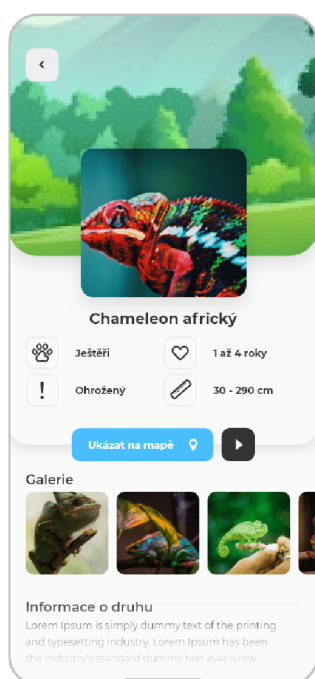 Chameleon africký
Ještěři
1 až 4 roky
Ohrožený
30 - 290 cm
Ukázat na mapě
Galerie
Informace o druhu
Lorem Ipsum is simply dummy text of the printing
and typesetting industry. Lorem Ipsum has been
the industry's standard dummy text ever since